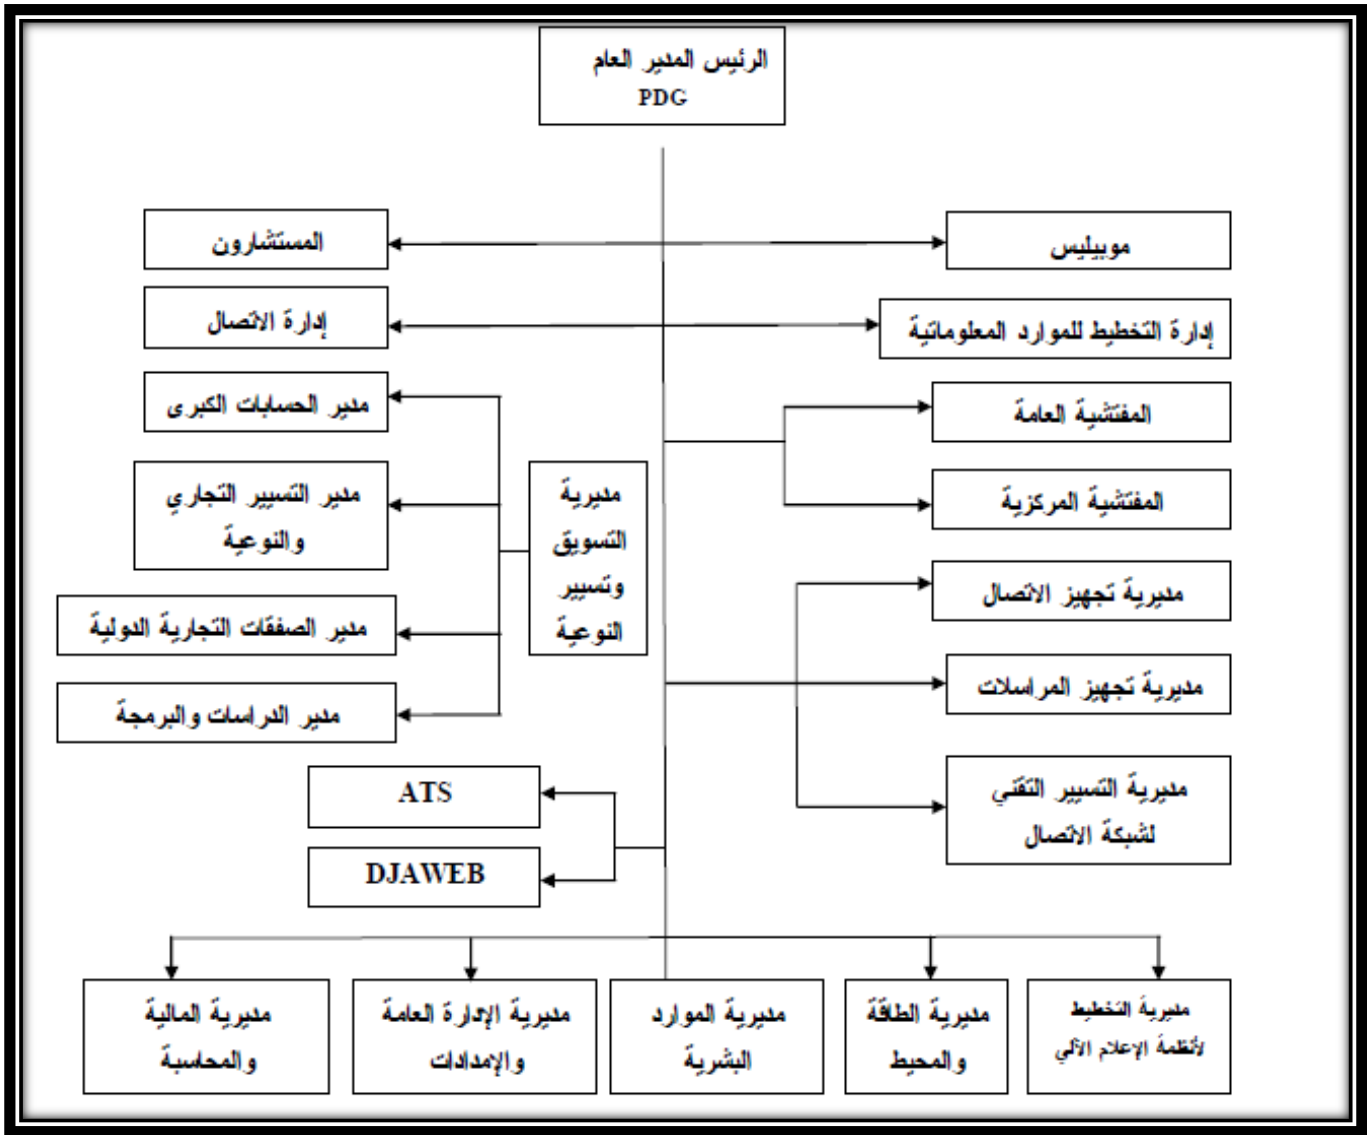 الرئيس المدير العام
PDG
موبيليس
المستشارون
إدارة التخطيط للموارد المعلوماتية
إدارة الاتصال
المفتشية العامة
المفتشية المركزية
مدير الحسابات الكبرى
مدير التسيير التجاري
والنوعية
مديرية
التسويق
وتسيير
النوعية
مدير الصفقات التجارية الدولية
مدير الدراسات والبرمجة
مديرية تجهيز الاتصال
مديرية تجهيز المراسلات
مديرية التسيير التقني
لشبكة الاتصال
ATS
DJAWEB
مديرية التخطيط
لأنظمة الإعلام الآلي
مديرية الطاقة
والمحيط
مديرية الموارد
البشرية
مديرية الإدارة العامة
والإمدادات
مديرية المالية
والمحاسبة